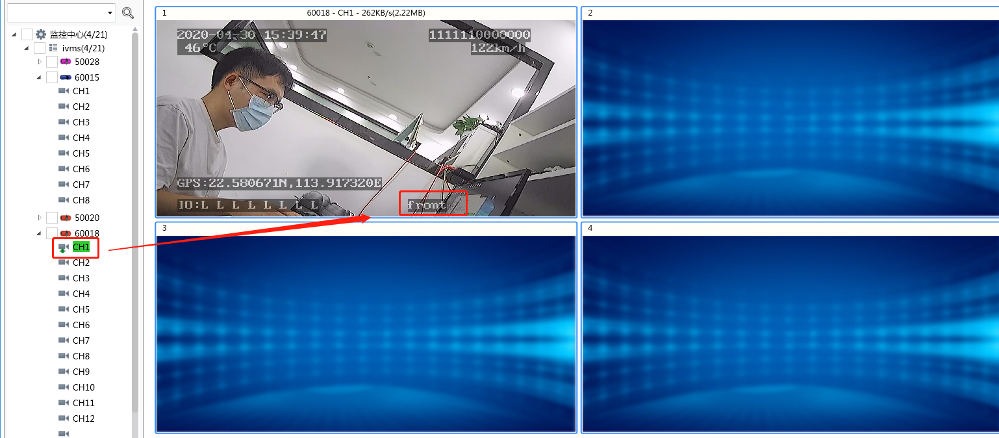 监控中心(4/21)
ivms(4/21)
50028
60015
CH1
CH2
CH3
CH4
CH5
CH6
CH7
CH8
50020
60018
CH1
CH2
CH3
CH4
CH5
CH6
CH7
CH8
CH9
CH10
CH11
CH12
1
60018 - CH1 - 262KB/s(2.22MB)
2020-04-30 15:39:47
1111110000000
46°C
122km/h
GPS:22.580671N,113.917320E
IO:L L L L L L L L
front
2
3
4